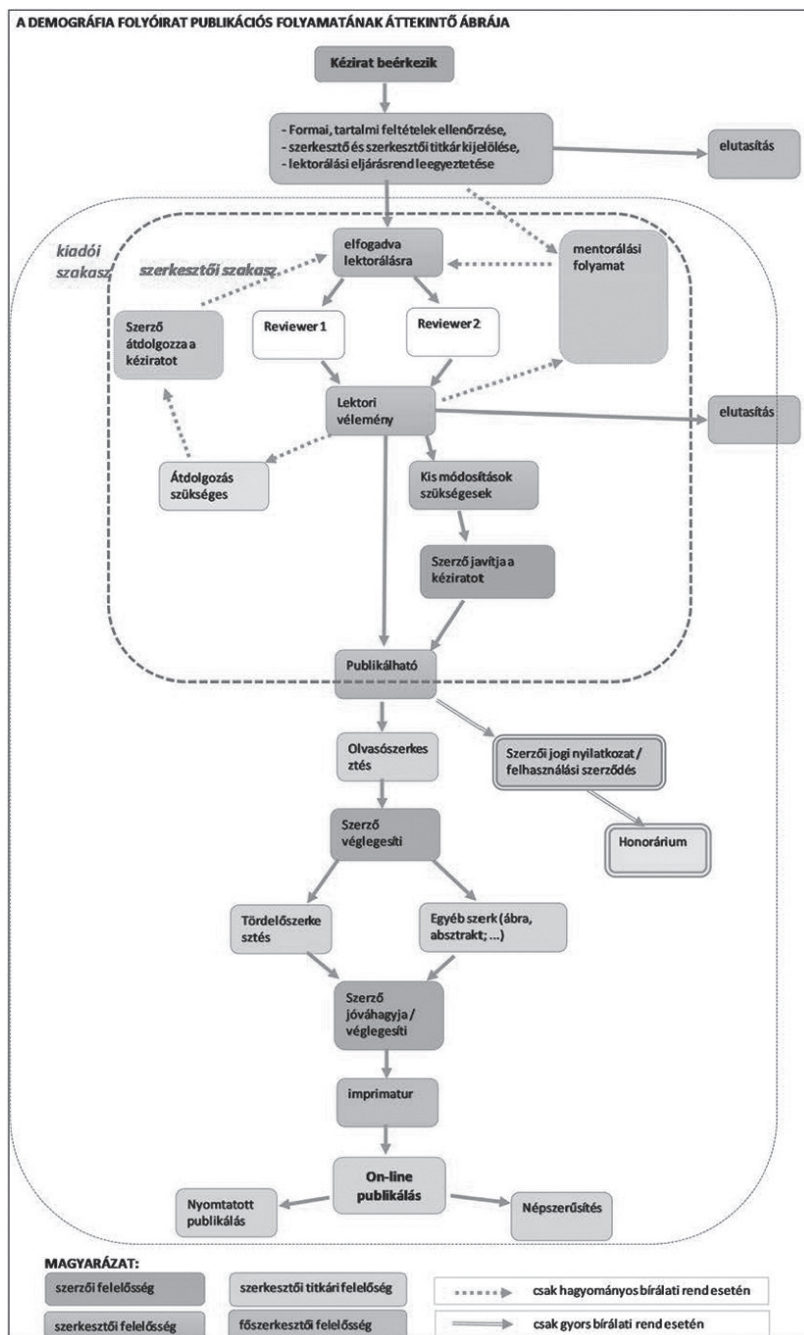 A DEMOGRÁFIA FOLYÓIRAT PUBLIKÁCIÓS FOLYAMATÁNAK ÁTTEKINTŐ ÁBRÁJA
Kézirat beérkezik
- Formai, tartalmi feltételek ellenőrzése,
- szerkesztő és szerkesztői titkár kijelölése,
- lektorálási eljárásrend leegyeztetése
elutasítás
kiadói
szakasz
szerkesztői szakasz
elfogadva
lektorálásra
mentorálási
folyamat
Szerző
átdolgozza a
kéziratot
Reviewer 1
Reviewer 2
Lektori
vélemény
elutasítás
Átdolgozás
szükséges
Kis módosítások
szükségesek
Szerző javítja a
kéziratot
Publikálható
Olvasószerkes
ztés
Szerzői jogi nyilatkozat /
felhasználási szerződés
Szerző
véglegesíti
Honorárium
Tördelőszerke
sztés
Egyéb szerk (ábra,
absztrakt; ...)
Szerző
jóváhagyja /
véglegesíti
imprimatur
On-line
publikálás
Nyomtatott
publikálás
Népszerűsítés
MAGYARÁZAT:
szerzői felelősség
szerkesztői titkári felelőség
csak hagyományos bírálati rend esetén
szerkesztői felelősség
főszerkesztői felelősség
csak gyors bírálati rend esetén